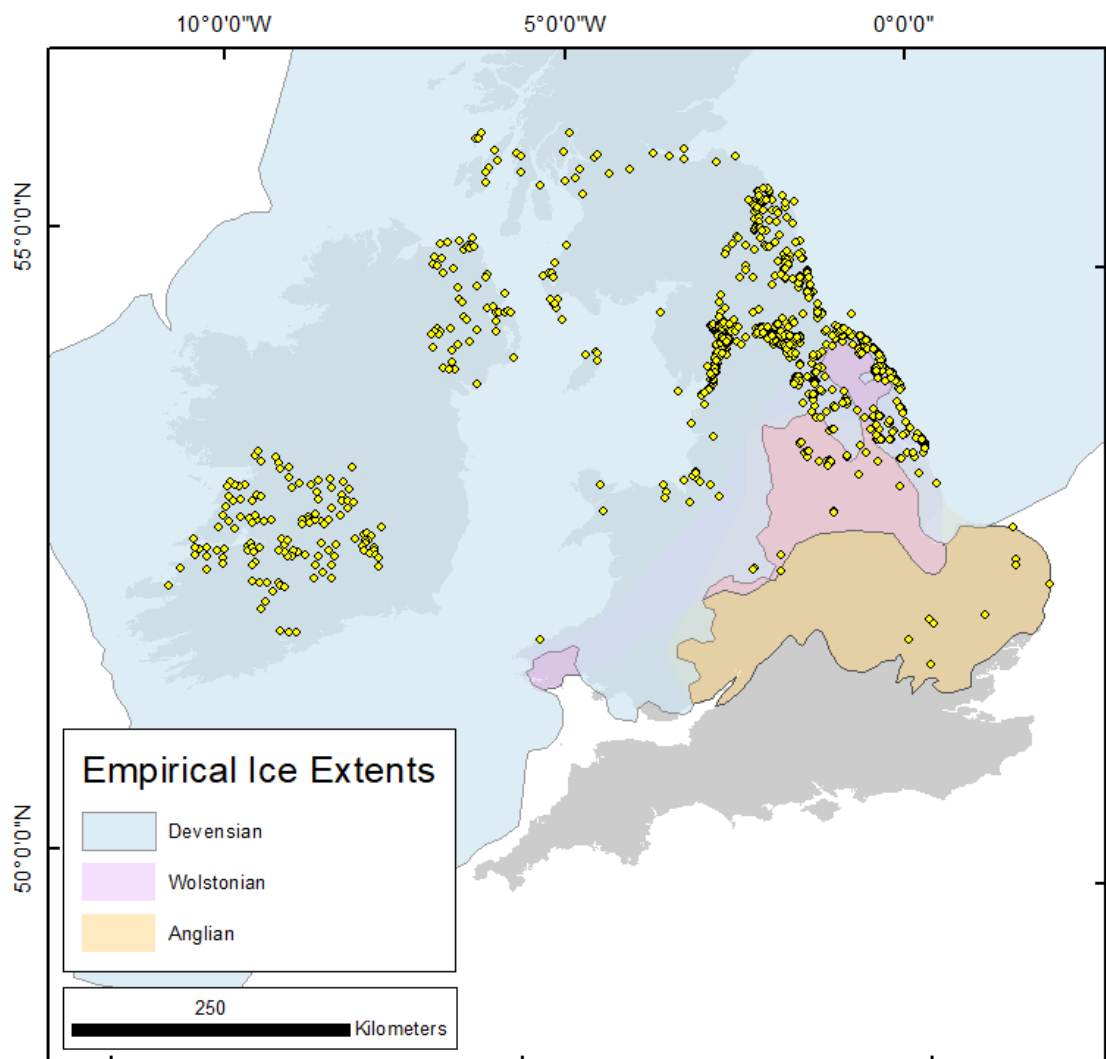 10°0'0"W
5°0'0"W
0°0'0"
55°0'0"N
50°0'0"N
Empirical Ice Extents
Devensian
Wolstonian
Anglian
250
Kilometers